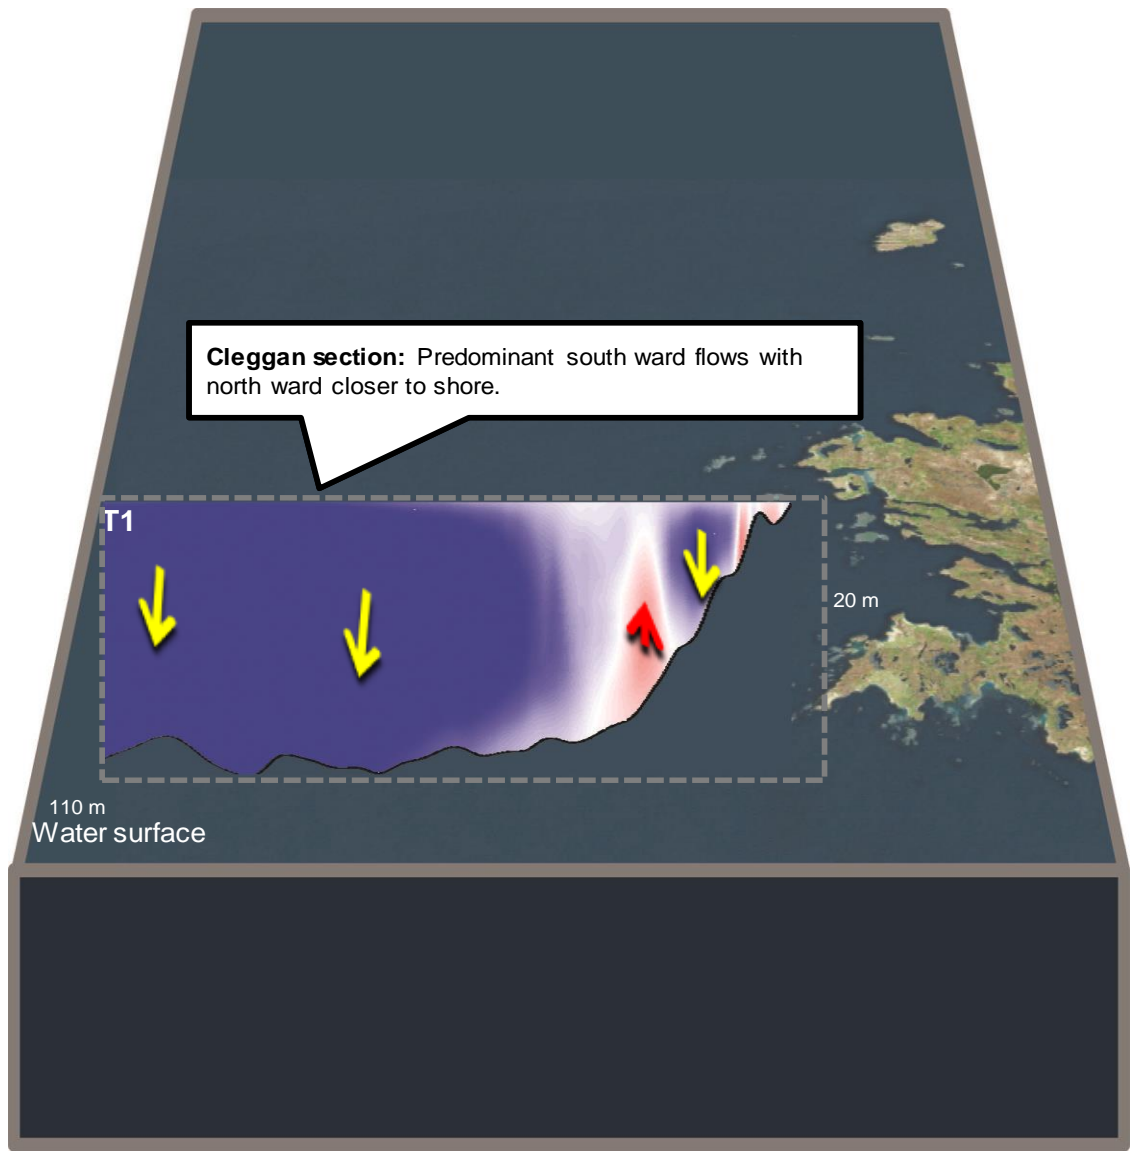 Cleggan section: Predominant south ward flows with
north ward closer to shore.
T1
20 m
110 m
Water surface